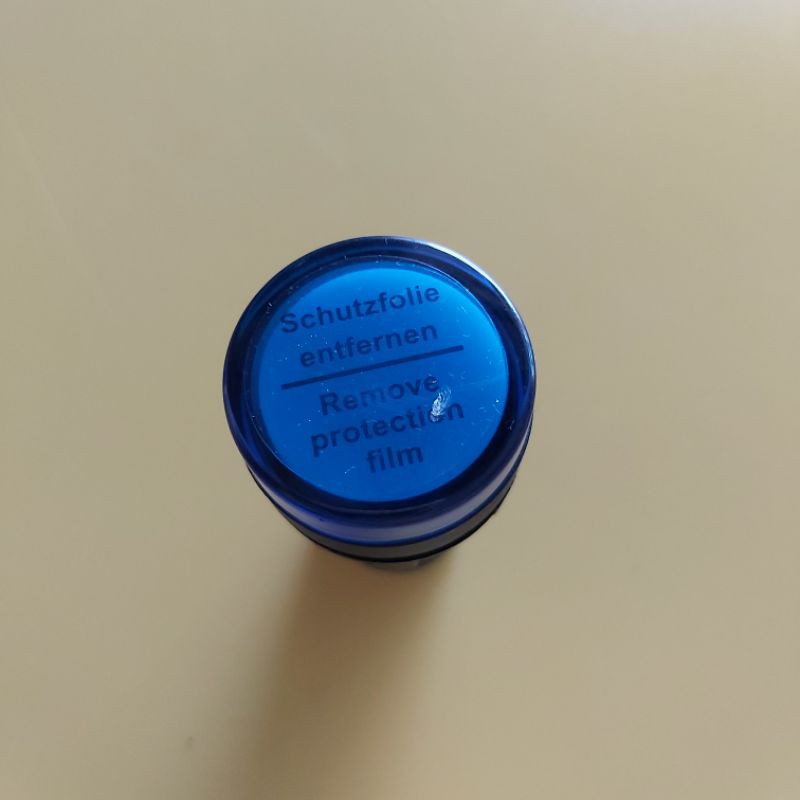 Schutzfolie
entfernen
Remove
protection
film